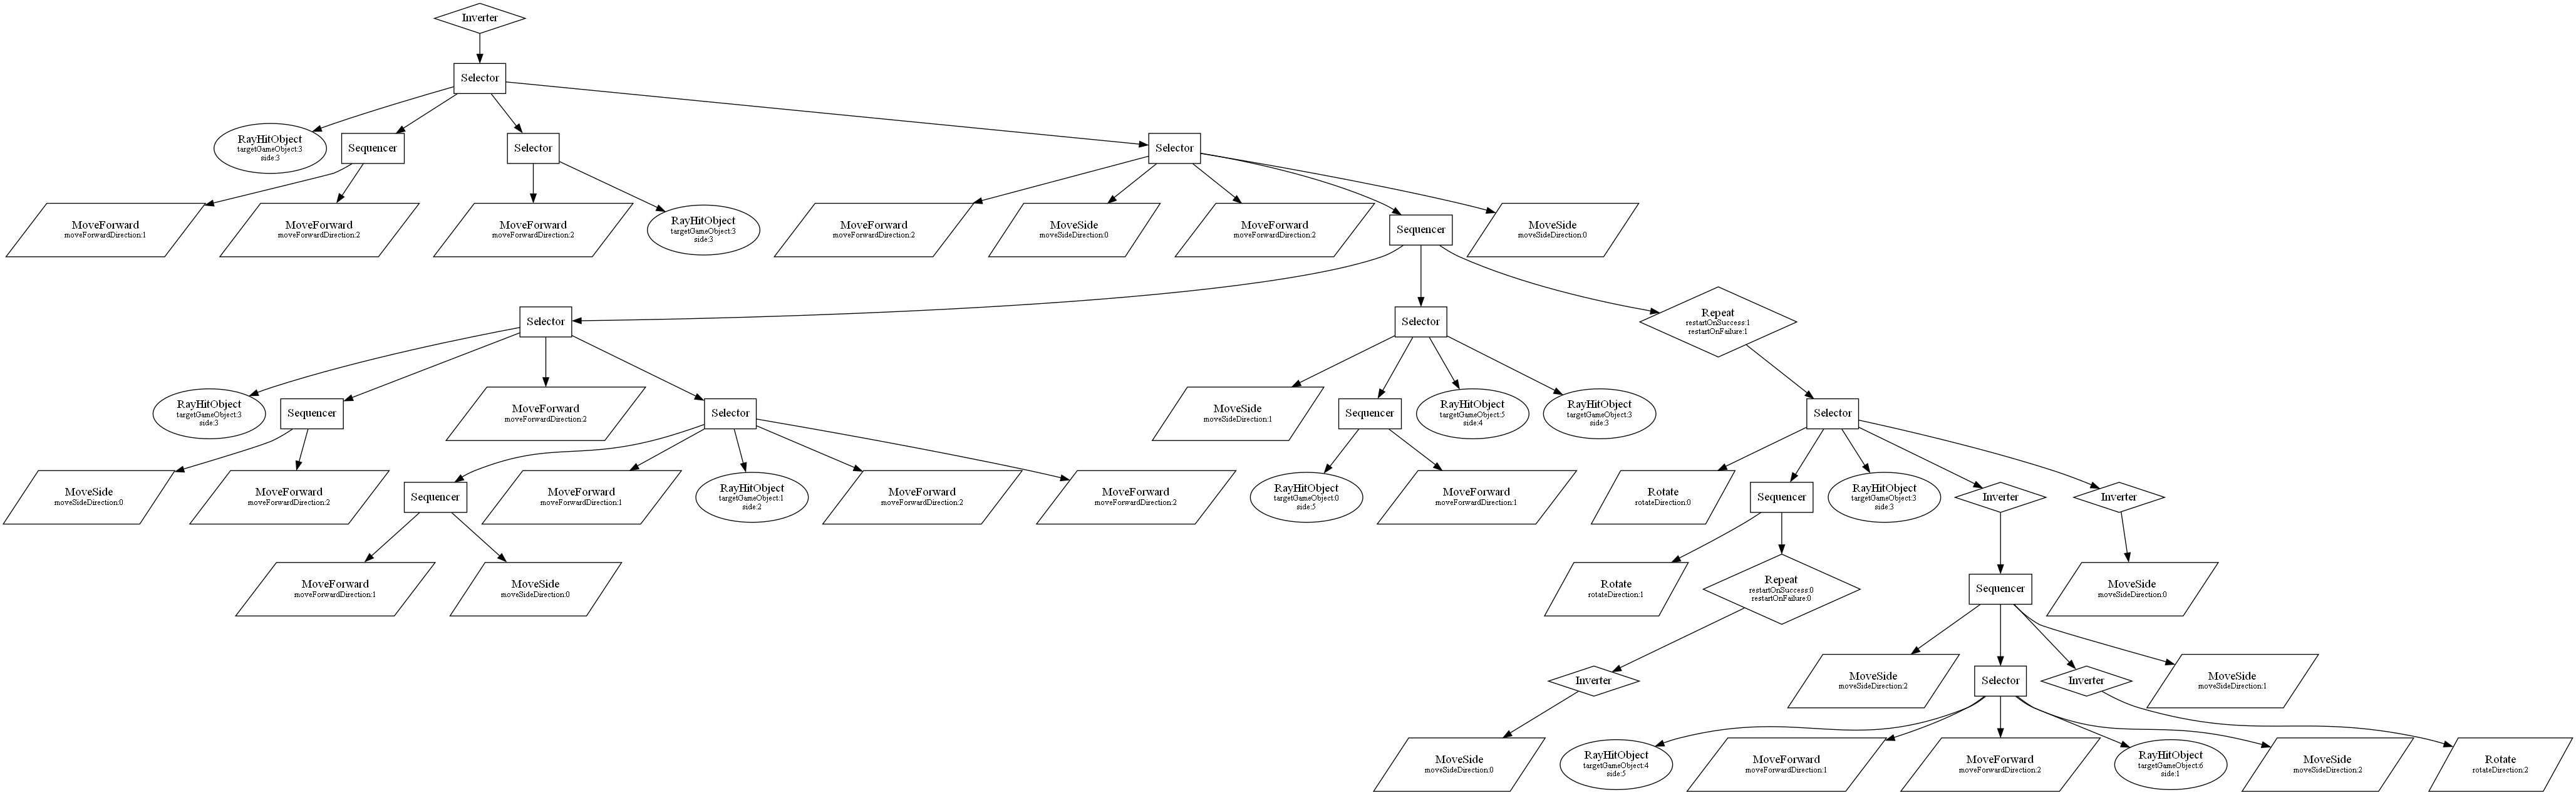 Inverter
Selector
RayHitObject
targetGameObject:3
side:3
Sequencer
Selector
Selector
MoveForward
moveForwardDirection:1
MoveForward
moveForwardDirection:2
MoveForward
moveForwardDirection:2
RayHitObject
targetGameObject:3
side:3
MoveForward
moveForwardDirection:2
MoveSide
moveSideDirection:0
MoveForward
moveForwardDirection:2
Sequencer
MoveSide
moveSideDirection:0
Selector
Selector
Repeat
restartOnSuccess:1
restartOnFailure:1
RayHitObject
targetGameObject:3
side:3
Sequencer
MoveForward
moveForwardDirection:2
Selector
MoveSide
moveSideDirection:1
Sequencer
RayHitObject
targetGameObject:5
side:4
RayHitObject
targetGameObject:3
side:3
Selector
MoveSide
moveSideDirection:0
MoveForward
moveForwardDirection:2
Sequencer
MoveForward
moveForwardDirection:1
RayHitObject
targetGameObject:1
side:2
MoveForward
moveForwardDirection:2
MoveForward
moveForwardDirection:2
RayHitObject
targetGameObject:0
side:5
MoveForward
moveForwardDirection:1
Rotate
rotateDirection:0
Sequencer
RayHitObject
targetGameObject:3
side:3
Inverter
Inverter
MoveForward
moveForwardDirection:1
MoveSide
moveSideDirection:0
Rotate
rotateDirection:1
Repeat
restartOnSuccess:0
restartOnFailure:0
Sequencer
MoveSide
moveSideDirection:0
Inverter
MoveSide
moveSideDirection:2
Selector
Inverter
MoveSide
moveSideDirection:1
MoveSide
moveSideDirection:0
RayHitObject
targetGameObject:4
side:5
MoveForward
moveForwardDirection:1
MoveForward
moveForwardDirection:2
RayHitObject
targetGameObject:6
side:1
MoveSide
moveSideDirection:2
Rotate
rotateDirection:2